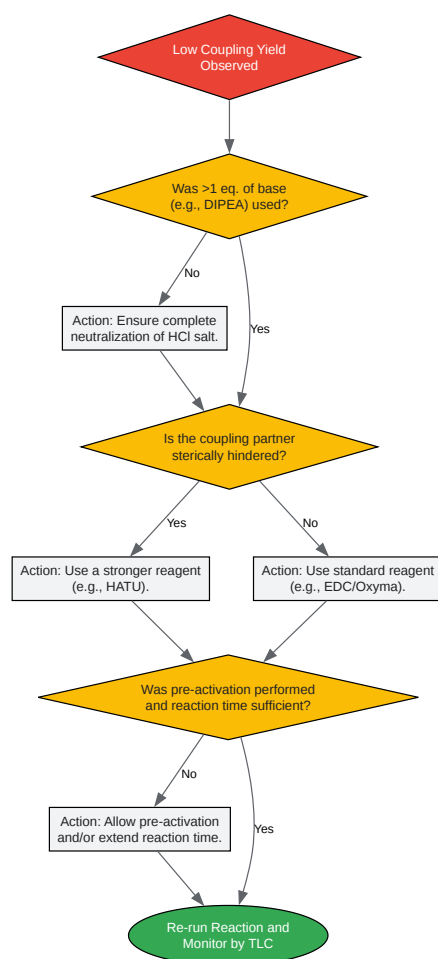 Low Coupling Yield
Observed
Was >1 eq. of base
(e.g., DIPEA) used?
No
Action: Ensure complete
neutralization of HCl salt.
Yes
Is the coupling partner
sterically hindered?
Yes
No
Action: Use a stronger reagent
(e.g., HATU).
Action: Use standard reagent
(e.g., EDC/Oxyma).
Was pre-activation performed
and reaction time sufficient?
No
Action: Allow pre-activation
and/or extend reaction time.
Yes
Re-run Reaction and
Monitor by TLC